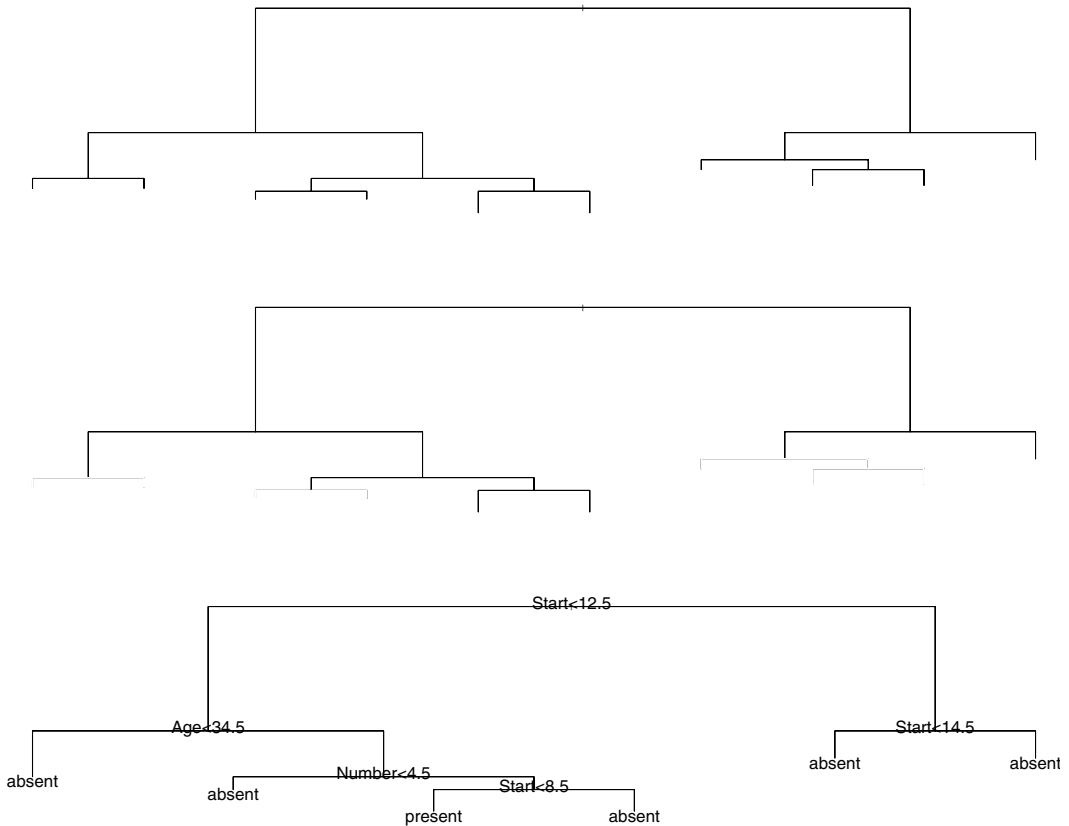 Start<12.5
Age<34.5
Start<14.5
absent
absent
absent
Number<4.5
absent
Start<8.5
present
absent